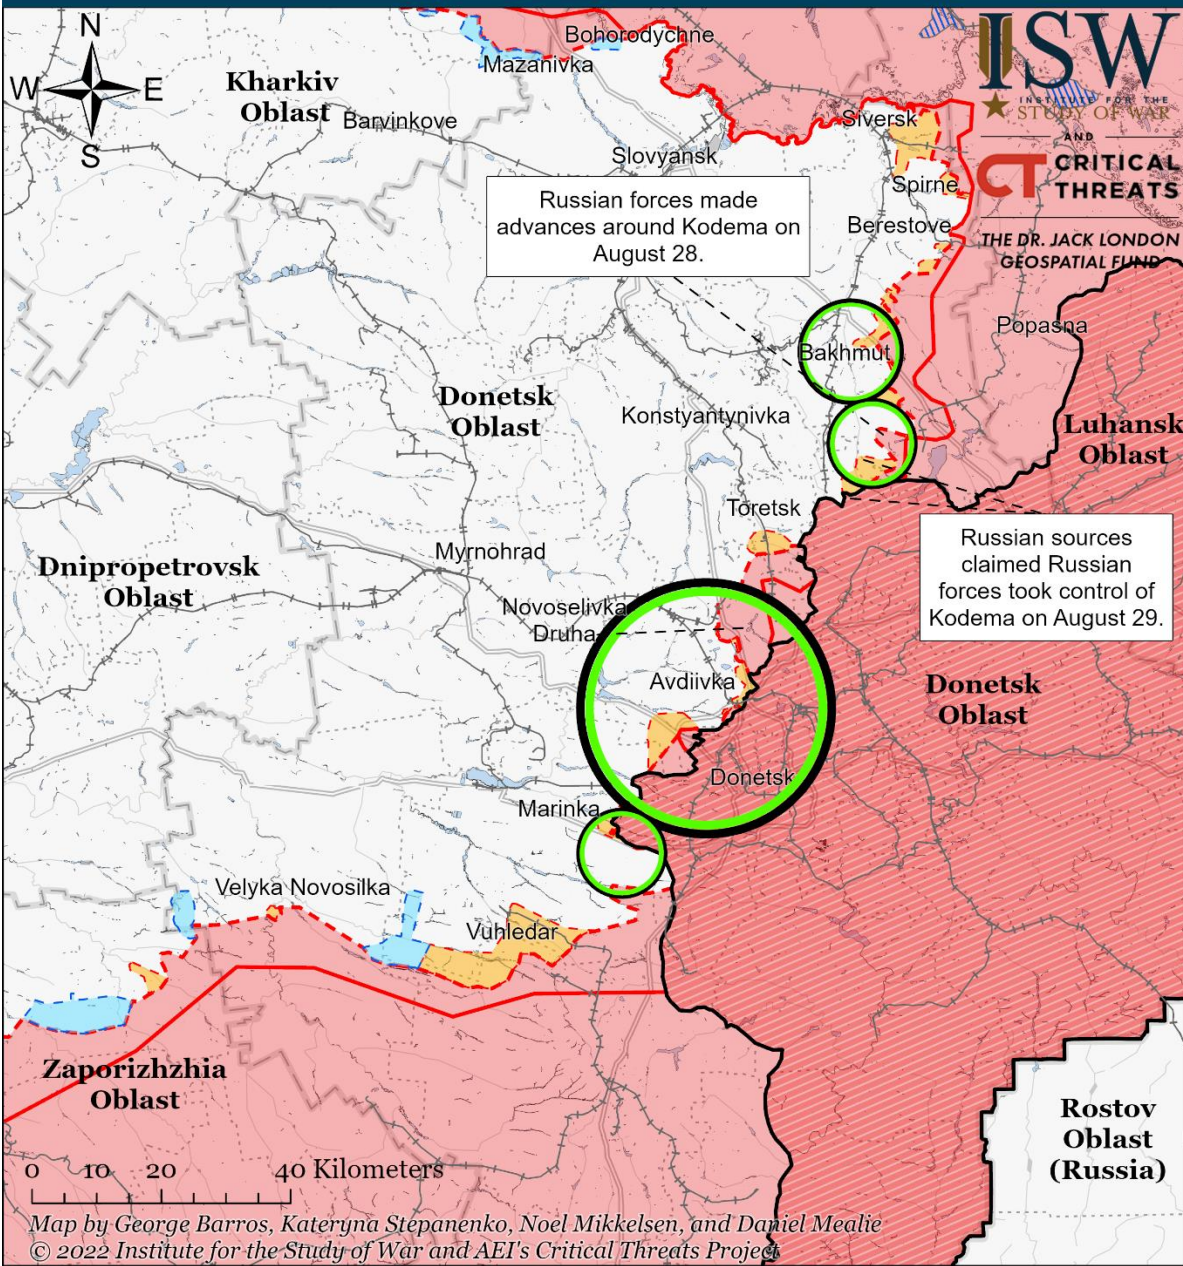 N
W
E
S
ISW
INSTITUTE FOR THE
STUDY OF WAR
AND
CT CRITICAL
THREATS
THE DR. JACK LONDON
GEOSPATIAL FUND
Bohorodychne
Mazanivka
Kharkiv
Oblast
Barvinkove
Siversk
Slovyansk
Spirne
Berestove
Russian forces made
advances around Kodema on
August 28.
Popasna
Bakhmut
Donetsk
Oblast
Konstyantynivka
Luhansk
Oblast
Toretsk
Russian sources
claimed Russian
forces took control of
Kodema on August 29.
Myrnohrad
Dnipropetrovsk
Oblast
Novoselivka
Druha
Avdiivka
Donetsk
Oblast
Donetsk
Marinka
Velyka Novosilka
Vuhledar
Zaporizhzhia
Oblast
Rostov
Oblast
(Russia)
0 10 20 40 Kilometers
Map by George Barros, Kateryna Stepanenko, Noel Mikkelsen, and Daniel Mealie
© 2022 Institute for the Study of War and AEI's Critical Threats Project